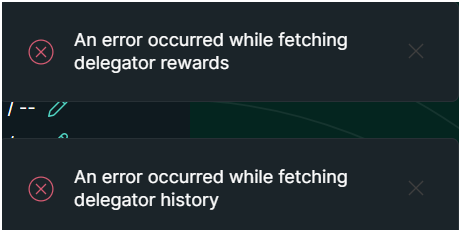 An error occurred while fetching
delegator rewards
/ --
An error occurred while fetching
delegator history